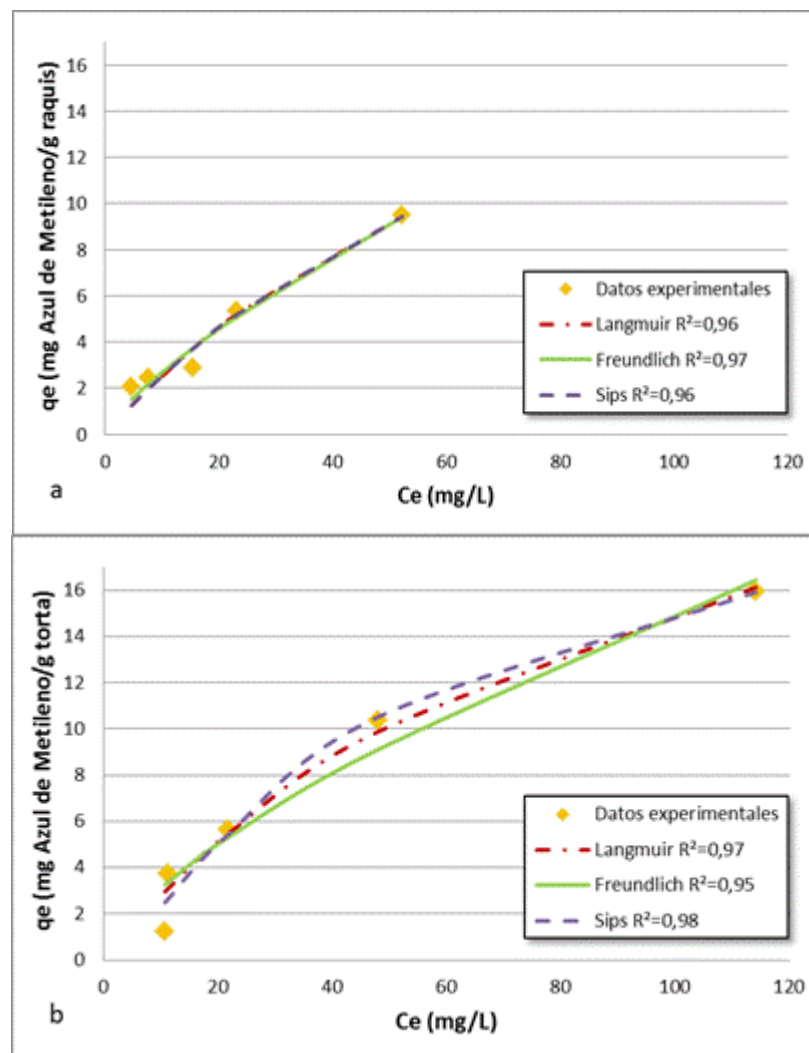 qe (mg Azul de Metileno/g raquis)
16
14
12
10
8
6
4
2
0
Datos experimentales
Langmuir R²=0,96
Freundlich R²=0,97
Sips R²=0,96
0 20 40 60 80 100 120
a
Ce (mg/L)
qe (mg Azul de Metileno/g torta)
16
14
12
10
8
6
4
2
0
Datos experimentales
Langmuir R²=0,97
Freundlich R²=0,95
Sips R²=0,98
0 20 40 60 80 100 120
b
Ce (mg/L)